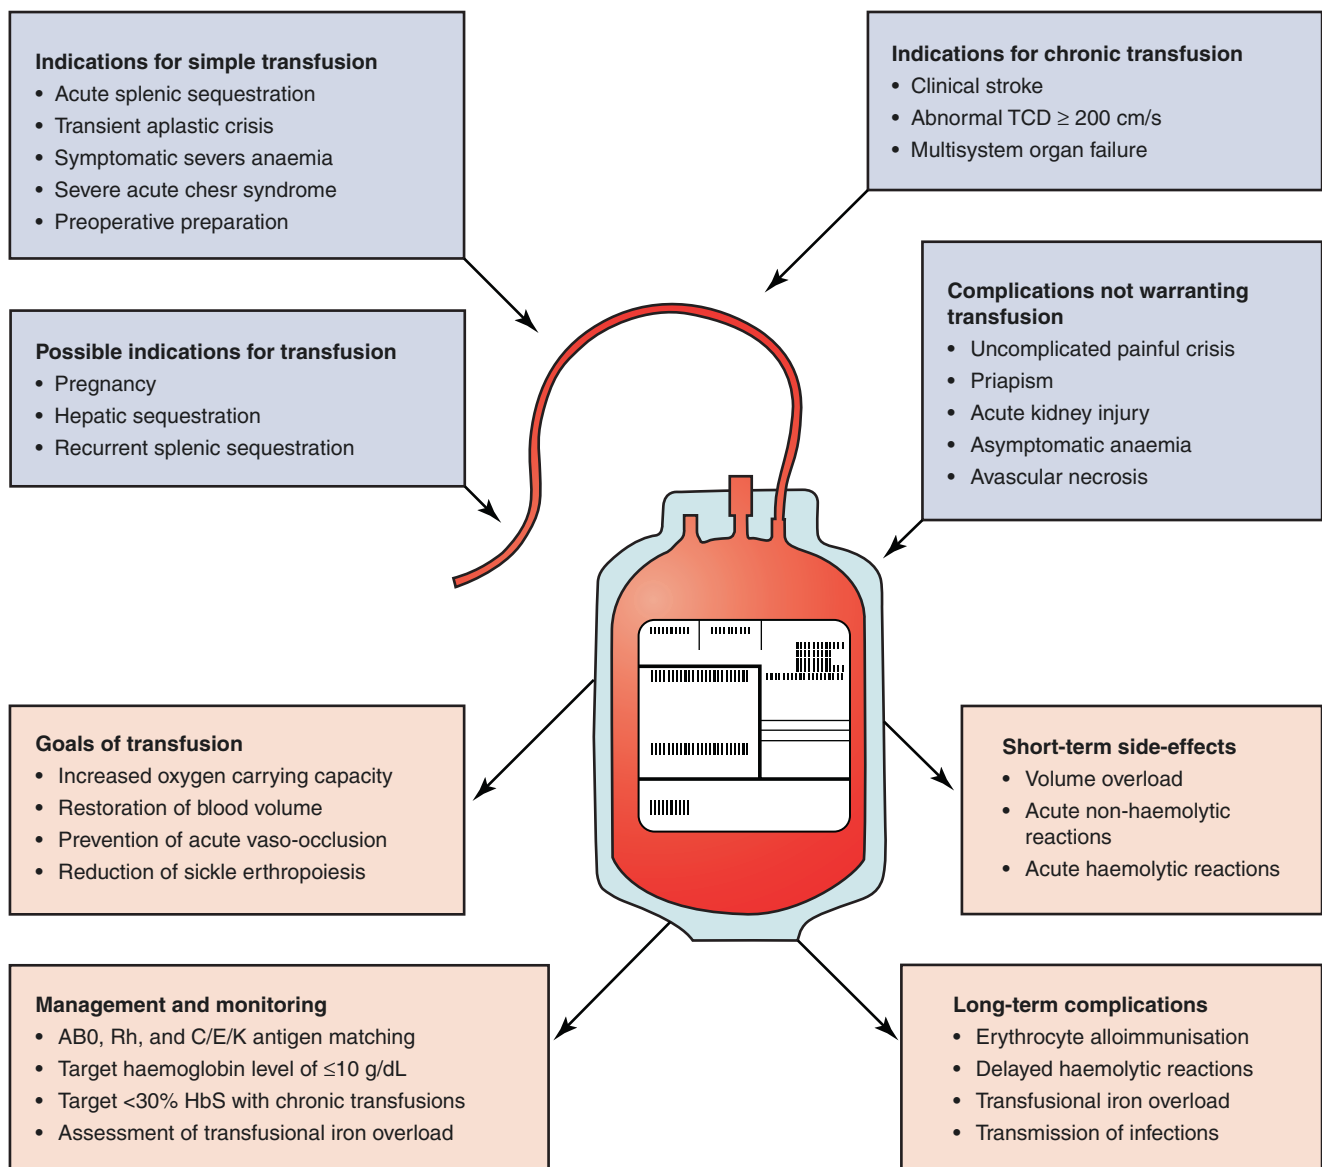 Indications for simple transfusion
• Acute splenic sequestration
• Transient aplastic crisis
• Symptomatic severs anaemia
• Severe acute chesr syndrome
• Preoperative preparation
Indications for chronic transfusion
• Clinical stroke
• Abnormal TCD ≥ 200 cm/s
• Multisystem organ failure
Possible indications for transfusion
• Pregnancy
• Hepatic sequestration
• Recurrent splenic sequestration
Complications not warranting
transfusion
• Uncomplicated painful crisis
• Priapism
• Acute kidney injury
• Asymptomatic anaemia
• Avascular necrosis
Goals of transfusion
• Increased oxygen carrying capacity
• Restoration of blood volume
• Prevention of acute vaso-occlusion
• Reduction of sickle erthropoiesis
Short-term side-effects
• Volume overload
• Acute non-haemolytic
reactions
• Acute haemolytic reactions
Management and monitoring
• AB0, Rh, and C/E/K antigen matching
• Target haemoglobin level of ≤10 g/dL
• Target <30% HbS with chronic transfusions
• Assessment of transfusional iron overload
Long-term complications
• Erythrocyte alloimmunisation
• Delayed haemolytic reactions
• Transfusional iron overload
• Transmission of infections